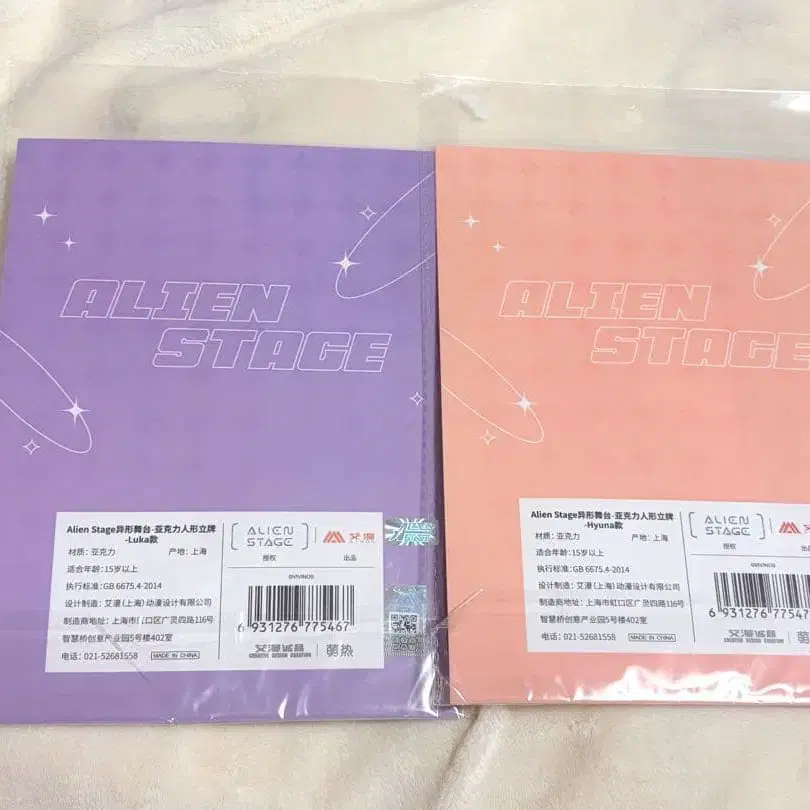 ALIEN
STAGE
Alien Stage异形舞台-亚克力人形立牌
-Luka款
材质：亚克力 产地：上海
适合年龄：15岁以上
执行标准：GB 6675.4-2014
设计制造：艾漫（上海）动漫设计有限公司
制造商地址：上海市虹口区广灵四路116号
智慧桥创意产业园5号楼402室
电话：021-52681558 MADE IN CHINA
ALIEN
STAGE
艾漫
授权 出品
6 931276 775467
艾漫诚品
CREATIVE DESIGN CUSTOM
萌热
ALIEN
STAGE
Alien Stage异形舞台-亚克力人形立牌
-Hyuna款
材质：亚克力 产地：上海
适合年龄：15岁以上
执行标准：GB 6675.4-2014
设计制造：艾漫（上海）动漫设计有限公司
制造商地址：上海市虹口区广灵四路116号
智慧桥创意产业园5号楼402室
电话：021-52681558 MADE IN CHINA
ALIEN
STAGE
授权 出品
6 931276 7754
CREATIVE DESIGN CUSTOM